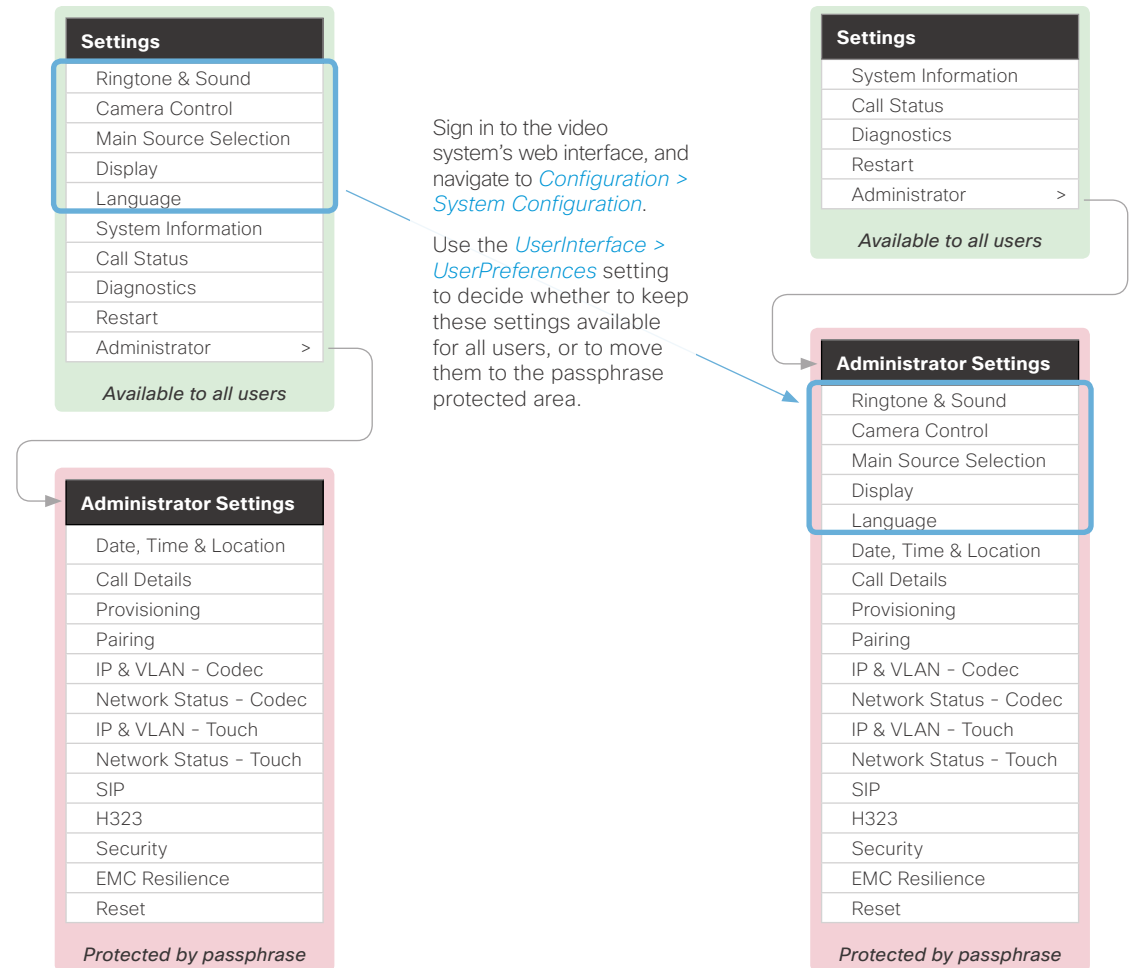 Settings
Ringtone & Sound
Camera Control
Main Source Selection
Display
Language
System Information
Call Status
Diagnostics
Restart
Administrator >
Available to all users
Administrator Settings
Date, Time & Location
Call Details
Provisioning
Pairing
IP & VLAN - Codec
Network Status - Codec
IP & VLAN - Touch
Network Status - Touch
SIP
H323
Security
EMC Resilience
Reset
Protected by passphrase
Sign in to the video
system's web interface, and
navigate to Configuration >
System Configuration.
Use the UserInterface >
UserPreferences setting
to decide whether to keep
these settings available
for all users, or to move
them to the passphrase
protected area.
Settings
System Information
Call Status
Diagnostics
Restart
Administrator >
Available to all users
Administrator Settings
Ringtone & Sound
Camera Control
Main Source Selection
Display
Language
Date, Time & Location
Call Details
Provisioning
Pairing
IP & VLAN - Codec
Network Status - Codec
IP & VLAN - Touch
Network Status - Touch
SIP
H323
Security
EMC Resilience
Reset
Protected by passphrase